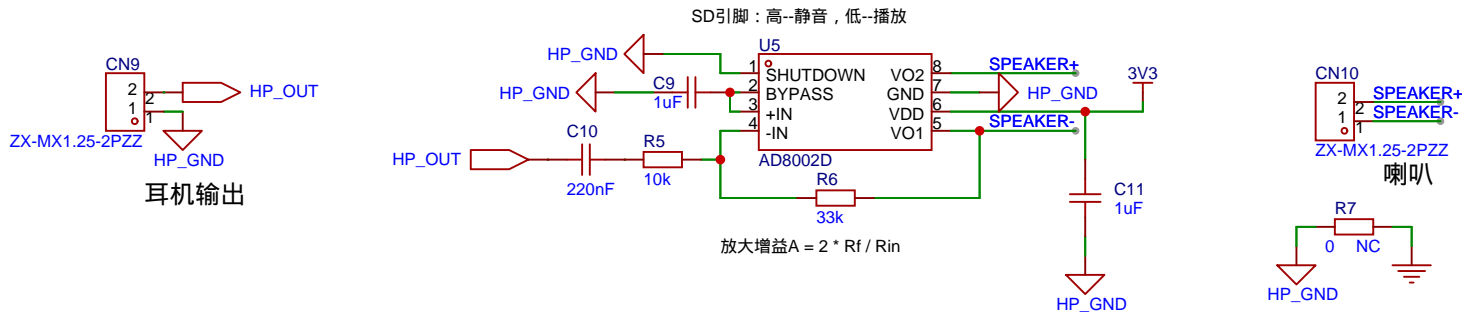 SD引脚：高--静音，低--播放
CN9
2
1
2
1
HP_OUT
ZX-MX1.25-2PZZ
HP_GND
耳机输出
HP_GND
HP_GND
C9
1uF
U5
1
2
3
4
SHUTDOWN
BYPASS
+IN
-IN
VO2
GND
VDD
VO1
8
7
6
5
AD8002D
SPEAKER+
HP_GND
3V3
SPEAKER-
HP_OUT
C10
220nF
R5
10k
R6
33k
放大增益A = 2 * Rf / Rin
C11
1uF
HP_GND
CN10
2
1
2
1
SPEAKER+
SPEAKER-
ZX-MX1.25-2PZZ
喇叭
R7
0 NC
HP_GND